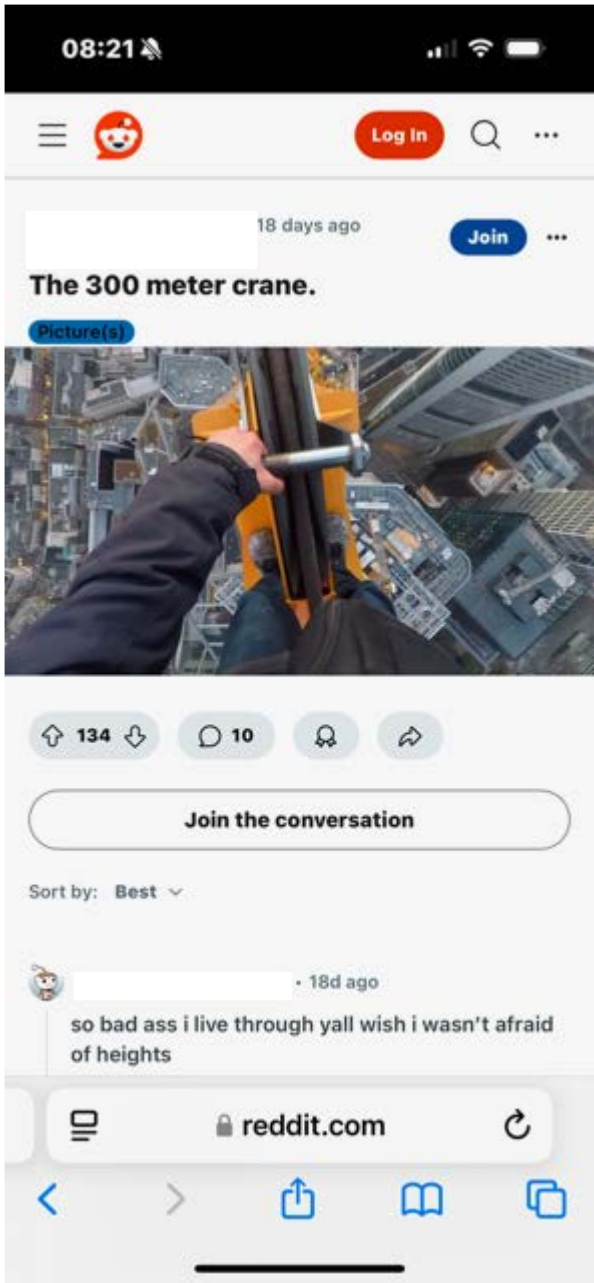 08:21
Log In
18 days ago
Join
The 300 meter crane.
Picture(s)
134
10
Join the conversation
Sort by: Best
• 18d ago
so bad ass i live through yall wish i wasn't afraid
of heights
reddit.com